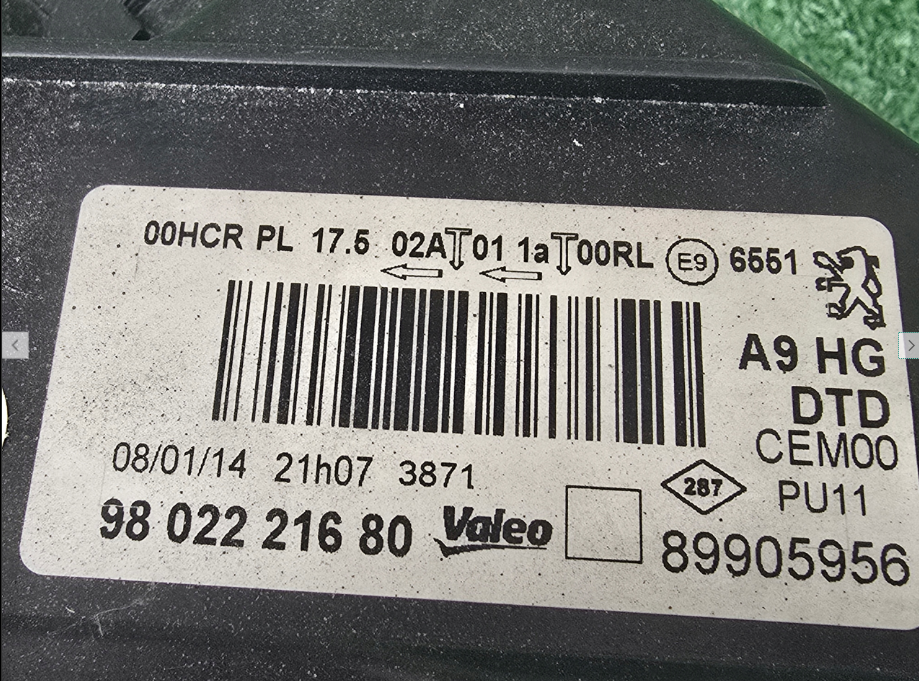 00HCR PL 17.5 02A 01 1a 00RL E9 6551
A9 HG
DTD
CEM00
08/01/14 21h07 3871
287
PU11
98 022 216 80 Valeo
89905956